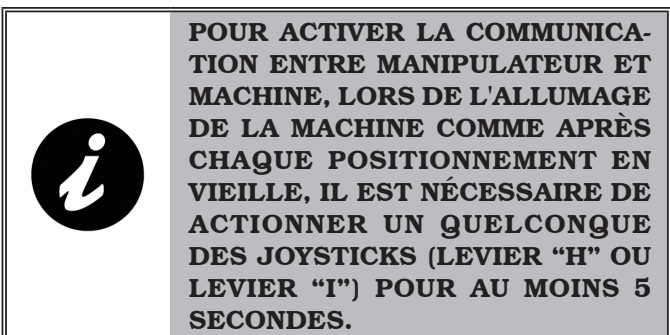 POUR ACTIVER LA COMMUNICA-
TION ENTRE MANIPULATEUR ET
MACHINE, LORS DE L'ALLUMAGE
DE LA MACHINE COMME APRÈS
CHAQUE POSITIONNEMENT EN
VIEILLE, IL EST NÉCESSAIRE DE
ACTIONNER UN QUELCONQUE
DES JOYSTICKS (LEVIER “H” OU
LEVIER “I”) POUR AU MOINS 5
SECONDES.